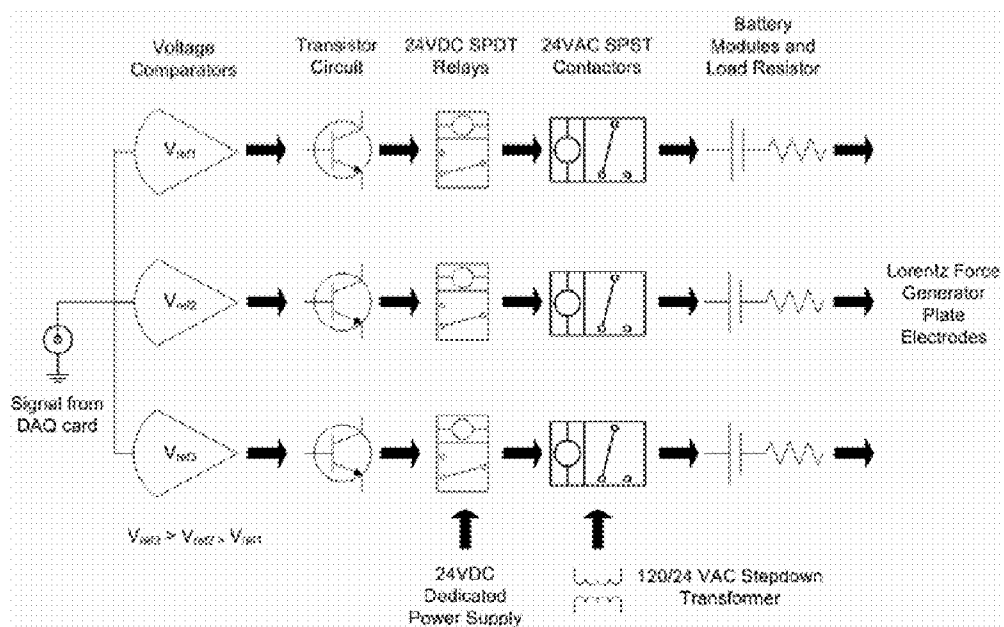 Voltage
Comparators
Transistor
Circuit
24VDC SPDT
Relays
24VAC SPST
Contactors
Battery
Modules and
Load Resistor
Vref1
Vref2
Lorentz Force
Generator
Plate
Electrodes
Signal from
DAQ card
Vref3
Vref3 > Vref2 > Vref1
24VDC
Dedicated
Power Supply
120/24 VAC Stepdown
Transformer